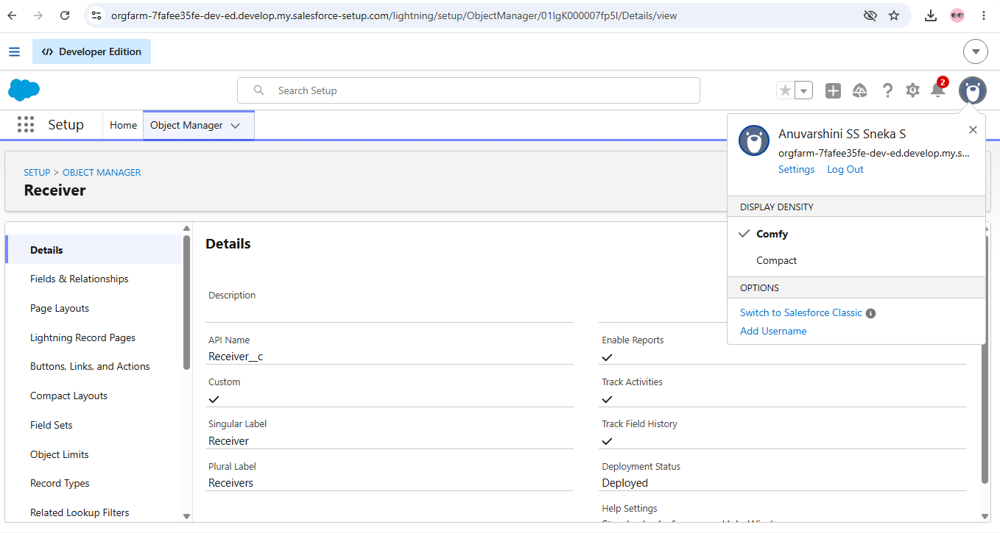 orgfarm-7fafee35fe-dev-ed.develop.my.salesforce-setup.com/lightning/setup/ObjectManager/01IgK000007fp5I/Details/view
</> Developer Edition
Search Setup
2
Setup
Home
Object Manager
Anuvarshini SS Sneka S
orgfarm-7fafee35fe-dev-ed.develop.my.s...
Settings Log Out
SETUP > OBJECT MANAGER
Receiver
DISPLAY DENSITY
Comfy
Compact
OPTIONS
Switch to Salesforce Classic
Add Username
Details
Fields & Relationships
Page Layouts
Lightning Record Pages
Buttons, Links, and Actions
Compact Layouts
Field Sets
Object Limits
Record Types
Related Lookup Filters
Details
Description
API Name
Receiver__c
Custom
Singular Label
Receiver
Plural Label
Receivers
Enable Reports
Track Activities
Track Field History
Deployment Status
Deployed
Help Settings